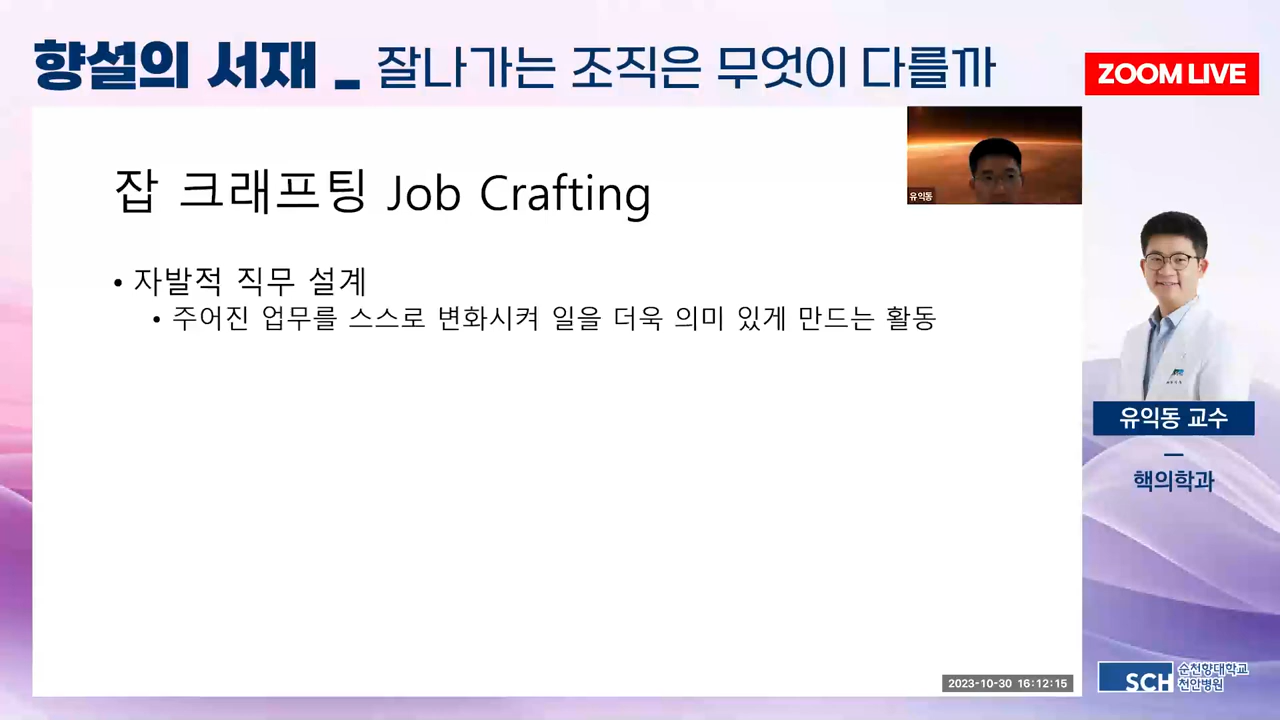 향설의 서재 _ 잘나가는 조직은 무엇이 다를까
ZOOM LIVE
잡 크래프팅 Job Crafting
유익동
• 자발적 직무 설계
• 주어진 업무를 스스로 변화시켜 일을 더욱 의미 있게 만드는 활동
유익동 교수
핵의학과
2023-10-30 16:12:15
SCH 순천향대학교
천안병원